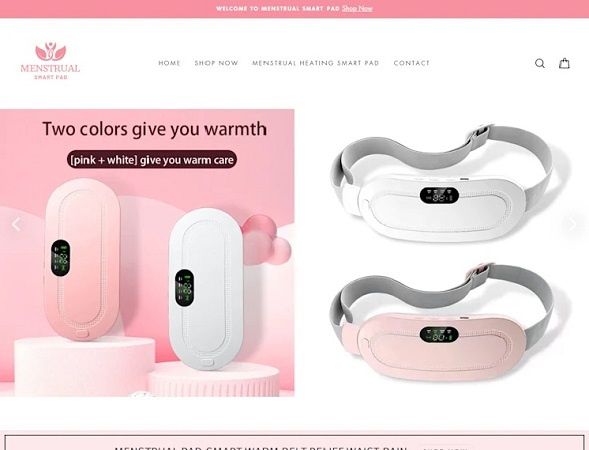 WELCOME TO MENSTRUAL SMART PAD Shop Now
MENSTRUAL
SMART PAD
HOME SHOP NOW MENSTRUAL HEATING SMART PAD CONTACT
Two colors give you warmth
[pink + white] give you warm care
MENSTRUAL PAD SMART WARM BELT RELIEF WAIST PAIN